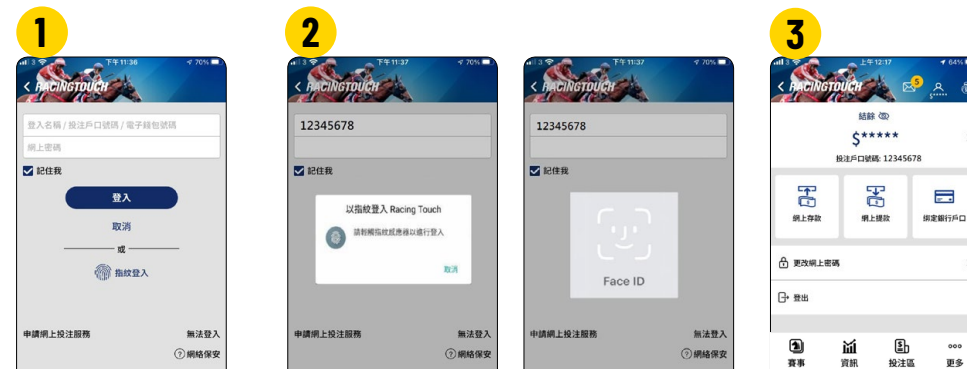 1
下午11:36
70%
RACINGTOUCH
登入名稱 / 投注戶口號碼 / 電子錢包號碼
網上密碼
記住我
登入
取消
或
指紋登入
申請網上投注服務
無法登入
網絡保安
2
下午11:37
70%
RACINGTOUCH
12345678
記住我
以指紋登入 Racing Touch
請輕觸指紋感應器以進行登入
取消
申請網上投注服務
無法登入
網絡保安
下午11:37
70%
RACINGTOUCH
12345678
記住我
Face ID
申請網上投注服務
無法登入
網絡保安
3
上午12:17
64%
RACINGTOUCH
5
結餘
$*****
投注戶口號碼: 12345678
網上存款
網上提款
綁定銀行戶口
更改網上密碼
登出
賽事
資訊
投注區
更多